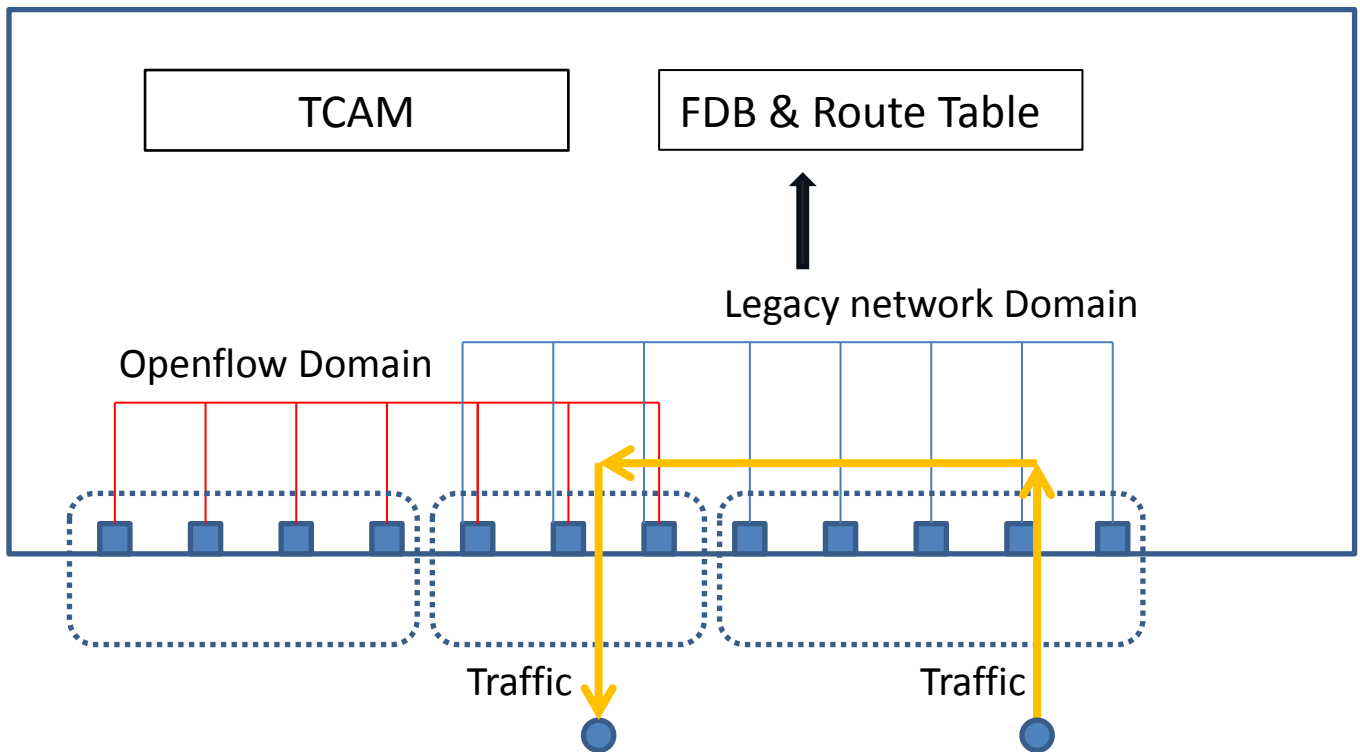 TCAM
FDB & Route Table
Legacy network Domain
Openflow Domain
Traffic
Traffic